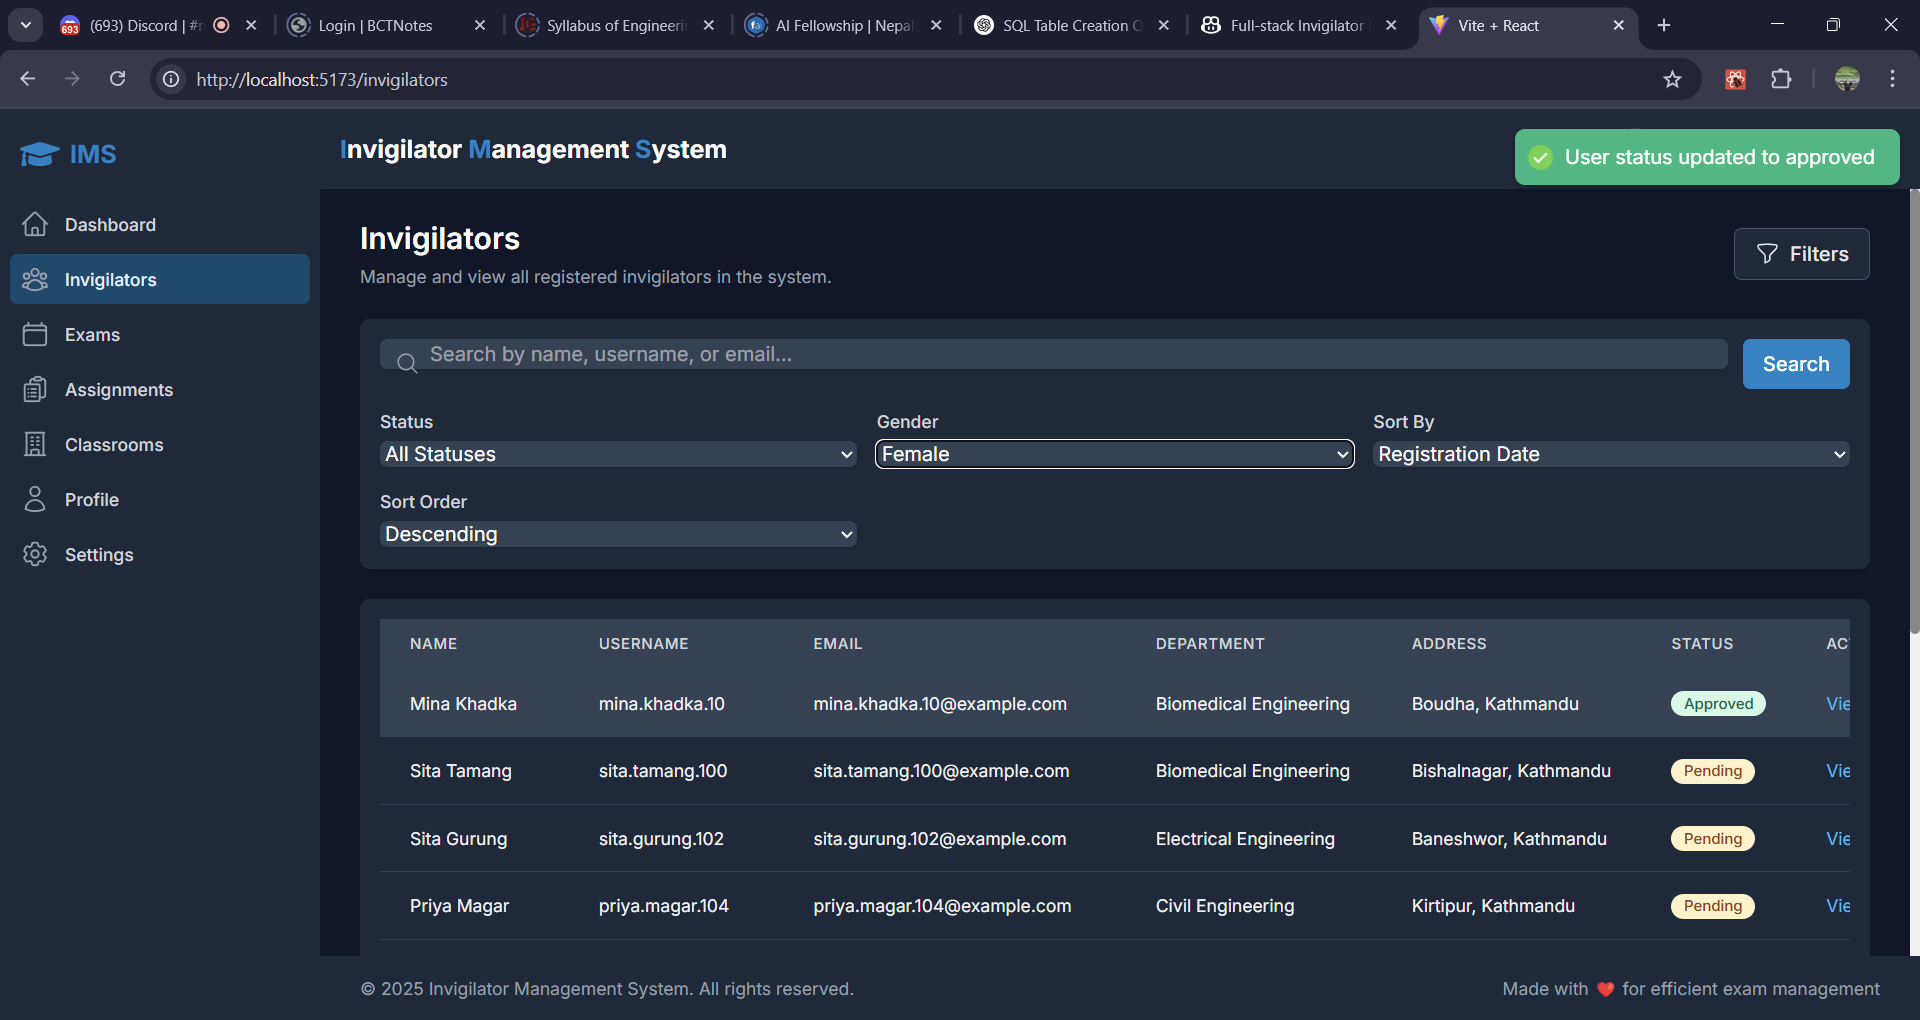 (693) Discord | #r
Login | BCTNotes
Syllabus of Engineeri
AI Fellowship | Nepal
SQL Table Creation Q
Full-stack Invigilator
Vite + React
http://localhost:5173/invigilators
IMS
Invigilator Management System
User status updated to approved
Dashboard
Invigilators
Exams
Assignments
Classrooms
Profile
Settings
Invigilators
Manage and view all registered invigilators in the system.
Filters
Search by name, username, or email...
Search
Status
All Statuses
Gender
Female
Sort By
Registration Date
Sort Order
Descending
NAME USERNAME EMAIL DEPARTMENT ADDRESS STATUS AC
Mina Khadka mina.khadka.10 mina.khadka.10@example.com Biomedical Engineering Boudha, Kathmandu Approved Vie
Sita Tamang sita.tamang.100 sita.tamang.100@example.com Biomedical Engineering Bishalnagar, Kathmandu Pending Vie
Sita Gurung sita.gurung.102 sita.gurung.102@example.com Electrical Engineering Baneshwor, Kathmandu Pending Vie
Priya Magar priya.magar.104 priya.magar.104@example.com Civil Engineering Kirtipur, Kathmandu Pending Vie
© 2025 Invigilator Management System. All rights reserved.
Made with ❤️ for efficient exam management